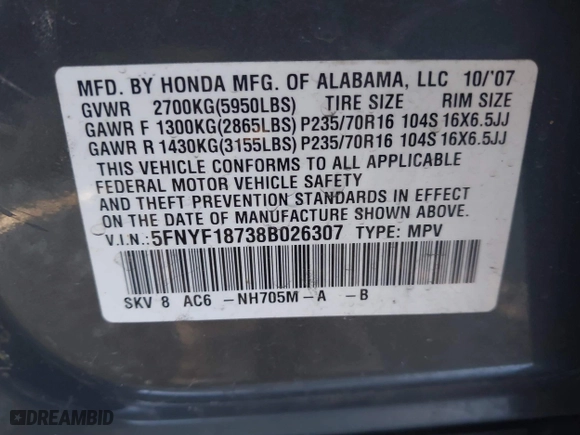 MFD. BY HONDA MFG. OF ALABAMA, LLC 10/'07
GVWR 2700KG(5950LBS) TIRE SIZE RIM SIZE
GAWR F 1300KG(2865LBS) P235/70R16 104S 16X6.5JJ
GAWR R 1430KG(3155LBS) P235/70R16 104S 16X6.5JJ
THIS VEHICLE CONFORMS TO ALL APPLICABLE
FEDERAL MOTOR VEHICLE SAFETY
AND THEFT PREVENTION STANDARDS IN EFFECT
ON THE DATE OF MANUFACTURE SHOWN ABOVE.
V.I.N.: 5FNYF18738B026307 TYPE: MPV
SKV 8 AC6 -NH705M-A -B
DREAMBID